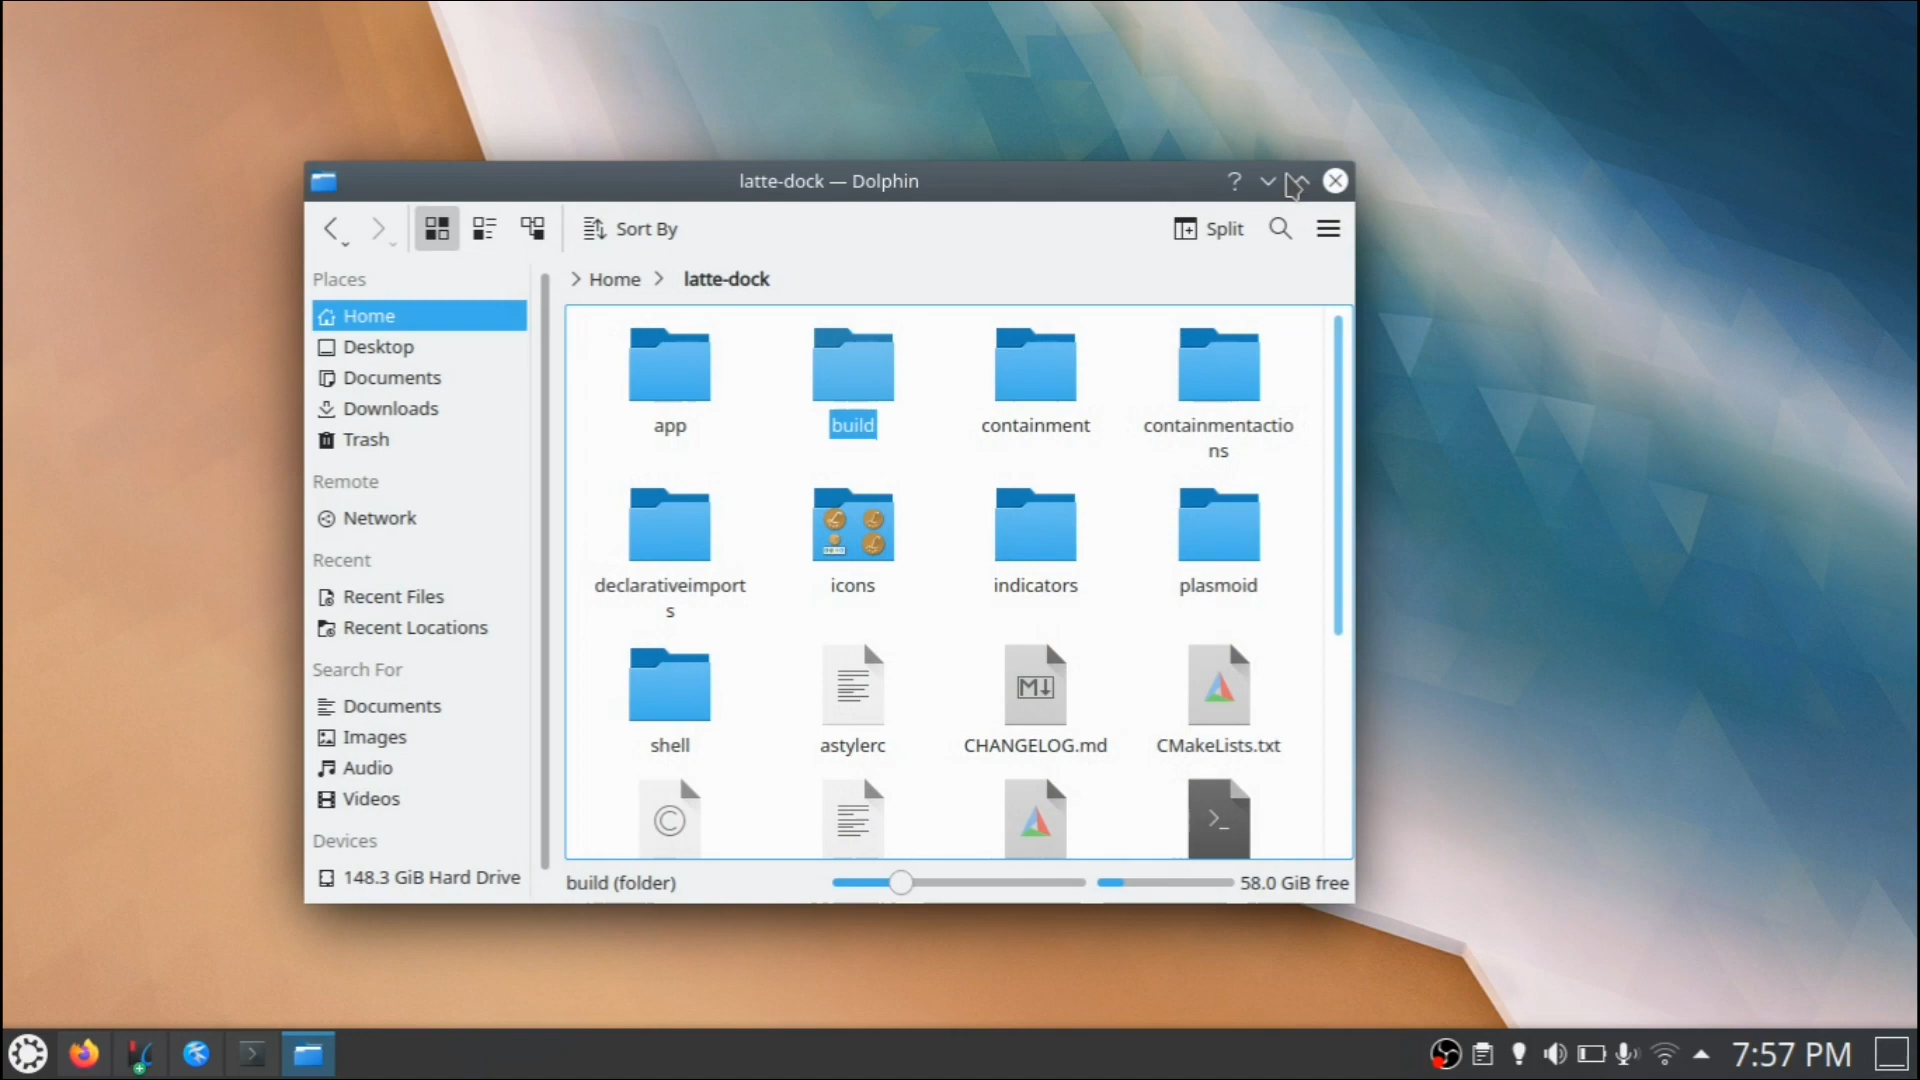 latte-dock — Dolphin
?
Sort By
Split
Places
> Home > latte-dock
Home
Desktop
Documents
Downloads
Trash
Remote
Network
Recent
Recent Files
Recent Locations
Search For
Documents
Images
Audio
Videos
Devices
148.3 GiB Hard Drive
app
build
containment
containmentactio
ns
declarativeimport
s
icons
indicators
plasmoid
shell
astylerc
CHANGELOG.md
CMakeLists.txt
build (folder)
58.0 GiB free
7:57 PM